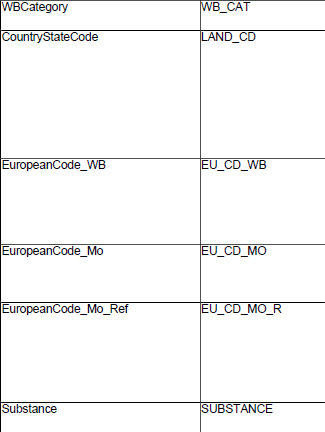 WBCategory WB_CAT
CountryStateCode LAND_CD
EuropeanCode_WB EU_CD_WB
EuropeanCode_Mo EU_CD_MO
EuropeanCode_Mo_Ref EU_CD_MO_R
Substance SUBSTANCE